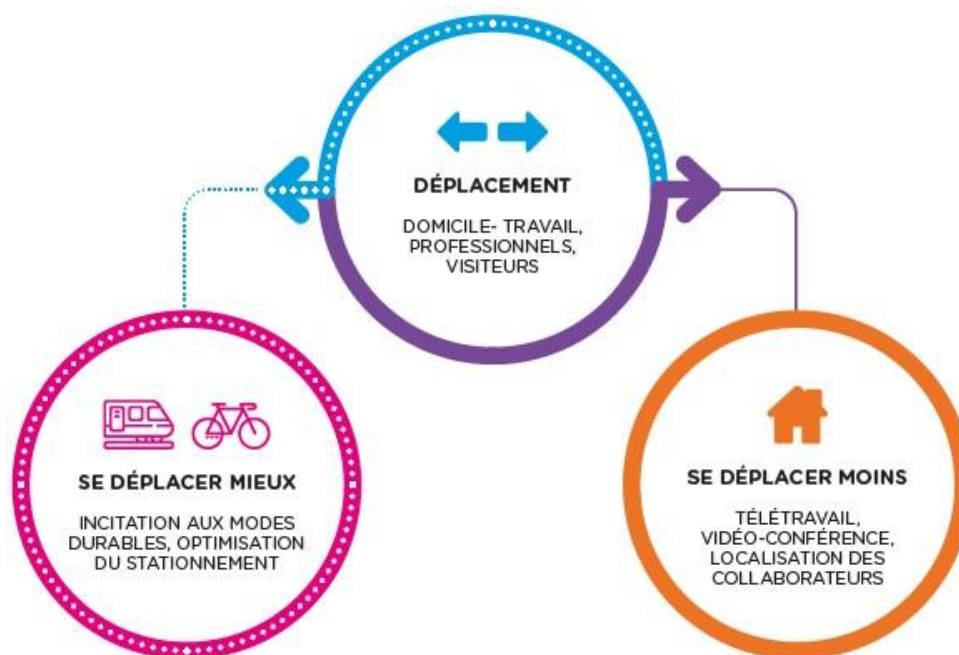 DÉPLACEMENT
DOMICILE- TRAVAIL,
PROFESSIONNELS,
VISITEURS
SE DÉPLACER MIEUX
INCITATION AUX MODES
DURABLES, OPTIMISATION
DU STATIONNEMENT
SE DÉPLACER MOINS
TÉLÉTRAVAIL,
VIDÉO-CONFÉRENCE,
LOCALISATION DES
COLLABORATEURS